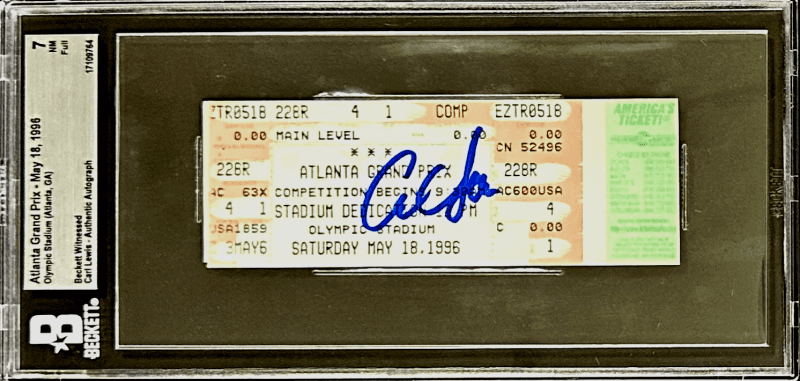 7
NM
Full
17109764
Atlanta Grand Prix - May 18, 1996
Olympic Stadium (Atlanta, GA)
Beckett Witnessed
Carl Lewis - Authentic Autograph
B BECKETT
ZTR0518 228R 4 1 COMP EZTR0518
0.00 MAIN LEVEL 0.00 0.00
CN 52496
***
228R ATLANTA GRAND PRIX 228R
AC 63X COMPETITION BEGINS 9: AC600USA
4 1 STADIUM DEDICATION PM 4
USA1859 OLYMPIC STADIUM C 0.00
3MAY6 SATURDAY MAY 18,1996 1
AMERICA'S
TICKET!